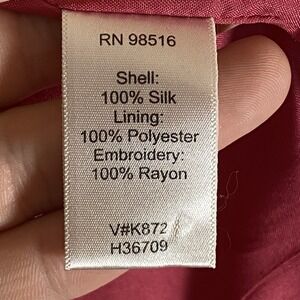 RN 98516
Shell:
100% Silk
Lining:
100% Polyester
Embroidery:
100% Rayon
V#K872
H36709